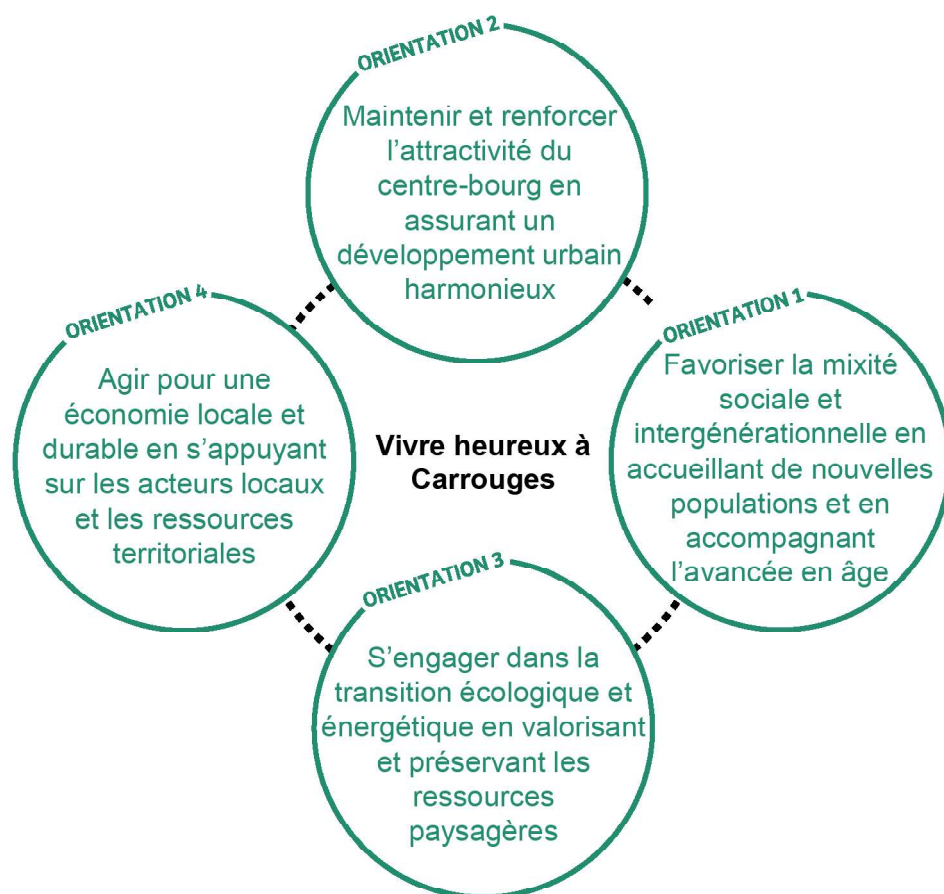 ORIENTATION 2
Maintenir et renforcer
l'attractivité du
centre-bourg en
assurant un
développement urbain
harmonieux
ORIENTATION 4
Agir pour une
économie locale et
durable en s'appuyant
sur les acteurs locaux
et les ressources
territoriales
Vivre heureux à
Carrouges
ORIENTATION 1
Favoriser la mixité
sociale et
intergénérationnelle en
accueillant de nouvelles
populations et en
accompagnant
l'avancée en âge
ORIENTATION 3
S'engager dans la
transition écologique et
énergétique en valorisant
et préservant les
ressources
paysagères